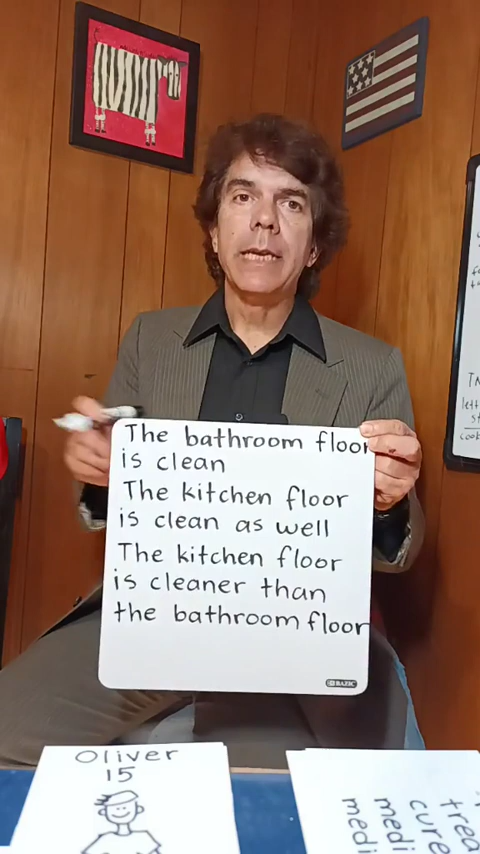 The bathroom floor
is clean
The kitchen floor
is clean as well
The kitchen floor
is cleaner than
the bathroom floor
BAZIC
Oliver
15
trea
cure
medi
medi